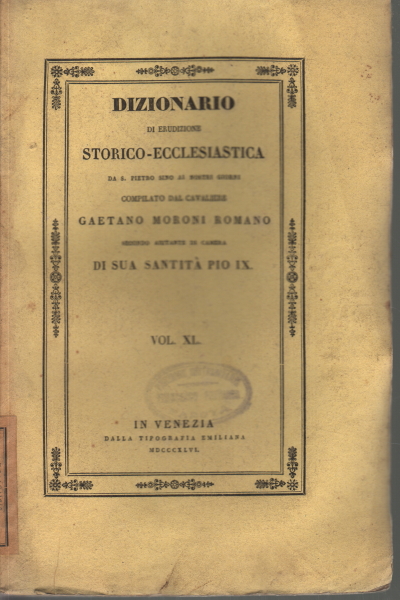 DIZIONARIO
DI ERUDIZIONE
STORICO-ECCLESIASTICA
DA S. PIETRO SINO AI NOSTRI GIORNI
COMPILATO DAL CAVALIERE
GAETANO MORONI ROMANO
SECONDO AIUTANTE DI CAMERA
DI SUA SANTITÀ PIO IX.
VOL. XL.
IN VENEZIA
DALLA TIPOGRAFIA EMILIANA
MDCCCXLVI.